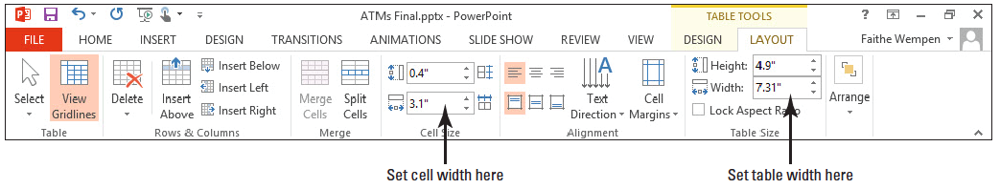 ATMs Final.pptx - PowerPoint
TABLE TOOLS
FILE HOME INSERT DESIGN TRANSITIONS ANIMATIONS SLIDE SHOW REVIEW VIEW DESIGN LAYOUT Faithe Wempen
Select
View Gridlines
Table
Delete
Insert Above
Insert Below
Insert Left
Insert Right
Rows & Columns
Merge Cells
Split Cells
Merge
0.4"
3.1"
Cell Size
Text Direction
Cell Margins
Alignment
Height: 4.9"
Width: 7.31"
Lock Aspect Ratio
Table Size
Arrange
Set cell width here
Set table width here